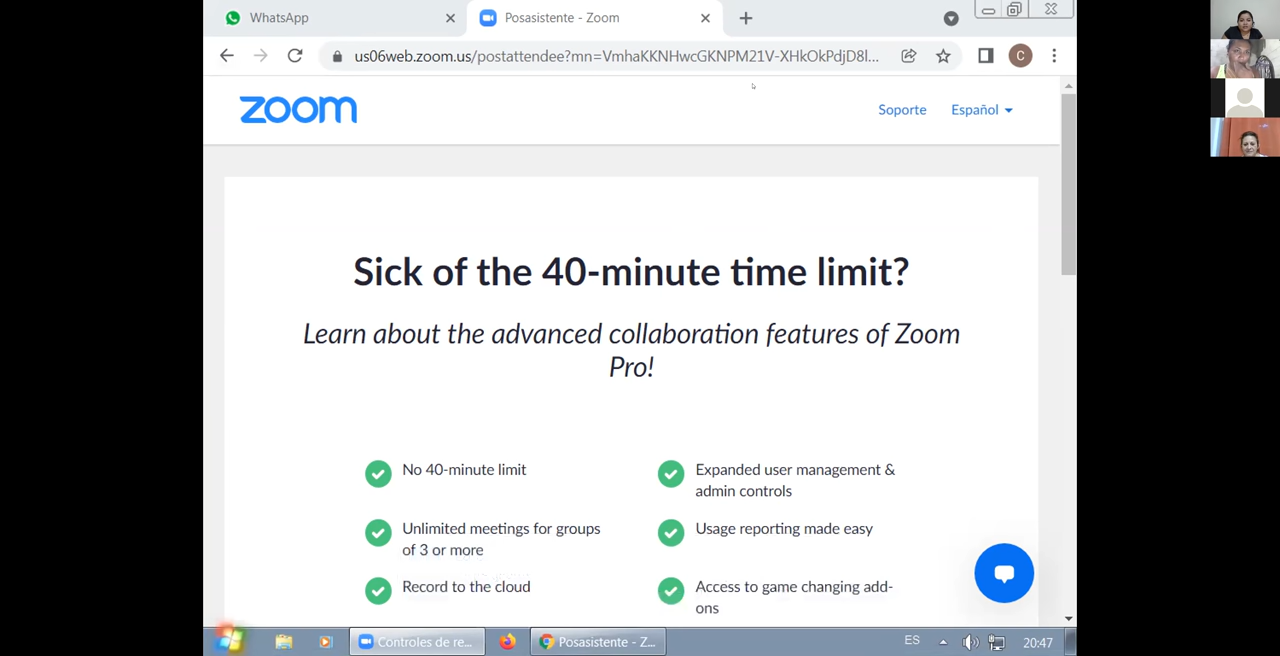 WhatsApp
Posasistente - Zoom
us06web.zoom.us/postattendee?mn=VmhaKKNHwcGKNPM21V-XHkOkPdjD8l...
C
zoom
Soporte
Español
Sick of the 40-minute time limit?
Learn about the advanced collaboration features of Zoom
Pro!
No 40-minute limit
Expanded user management &
admin controls
Unlimited meetings for groups
of 3 or more
Usage reporting made easy
Record to the cloud
Access to game changing add-
ons
Controles de re...
Posasistente - Z...
ES
20:47